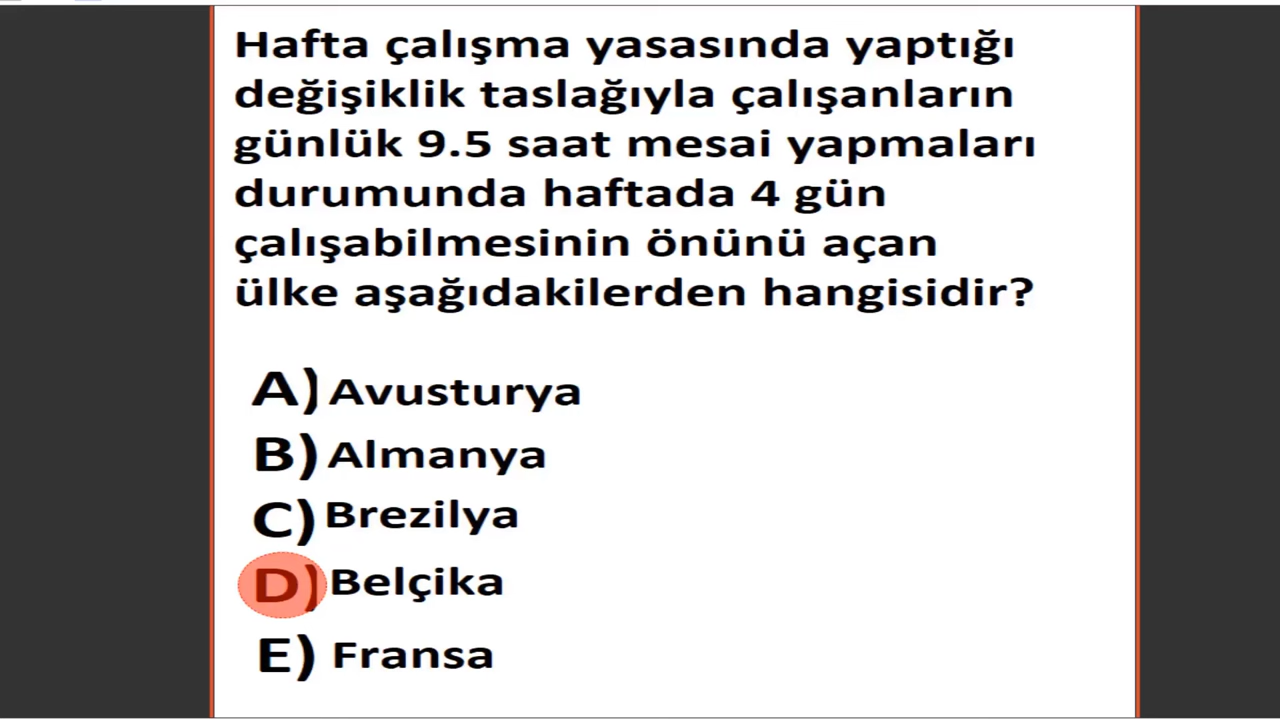 Hafta çalışma yasasında yaptığı
değişiklik taslağıyla çalışanların
günlük 9.5 saat mesai yapmaları
durumunda haftada 4 gün
çalışabilmesinin önünü açan
ülke aşağıdakilerden hangisidir?
A) Avusturya
B) Almanya
C) Brezilya
D) Belçika
E) Fransa